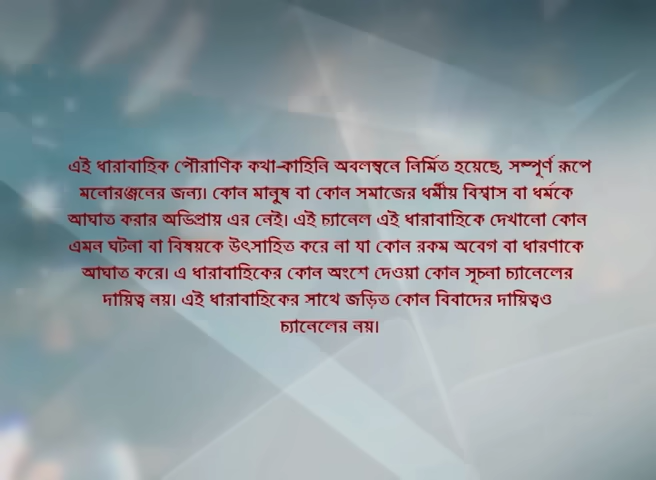 এই ধারাবাহিক পৌরাণিক কথা-কাহিনি অবলম্বনে নির্মিত হয়েছে, সম্পূর্ণ রূপে
মনোরঞ্জনের জন্য। কোন মানুষ বা কোন সমাজের ধর্মীয় বিশ্বাস বা ধর্মকে
আঘাত করার অভিপ্রায় এর নেই। এই চ্যানেল এই ধারাবাহিকে দেখানো কোন
এমন ঘটনা বা বিষয়কে উৎসাহিত করে না যা কোন রকম অবেগ বা ধারণাকে
আঘাত করে। এ ধারাবাহিকের কোন অংশে দেওয়া কোন সূচনা চ্যানেলের
দায়িত্ব নয়। এই ধারাবাহিকের সাথে জড়িত কোন বিবাদের দায়িত্বও
চ্যানেলের নয়।